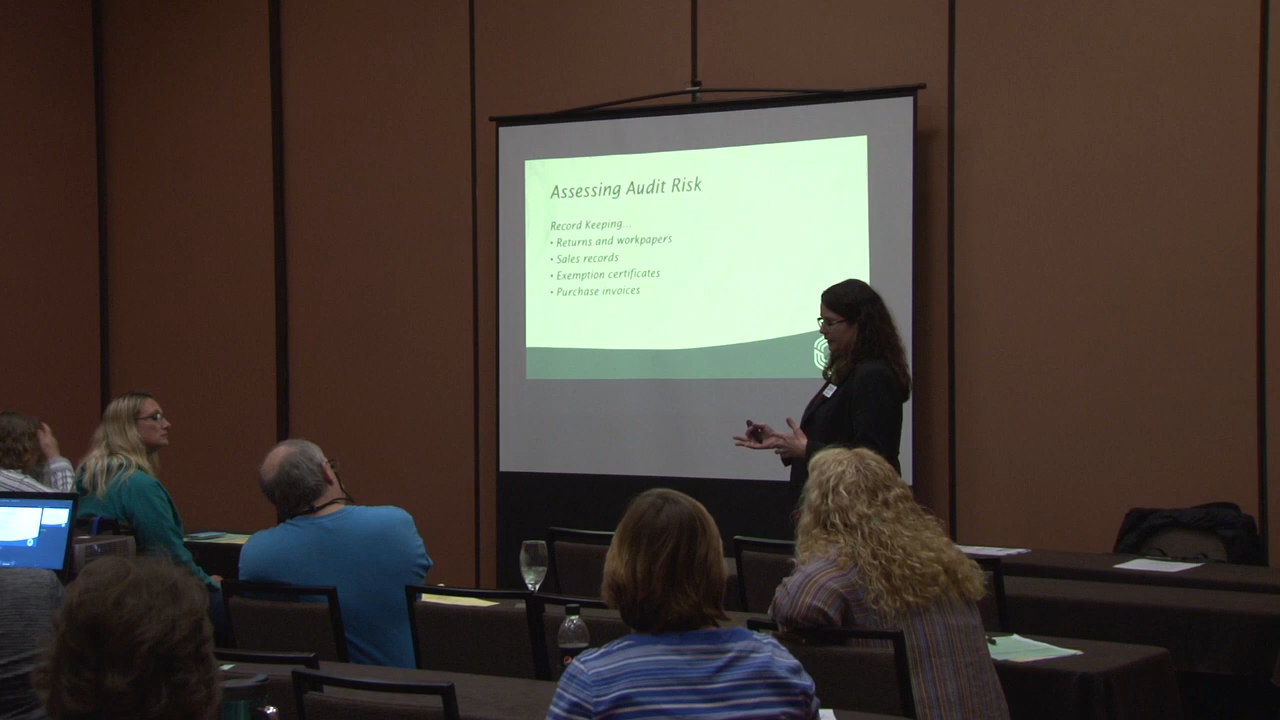 Assessing Audit Risk
Record Keeping...
• Returns and workpapers
• Sales records
• Exemption certificates
• Purchase invoices